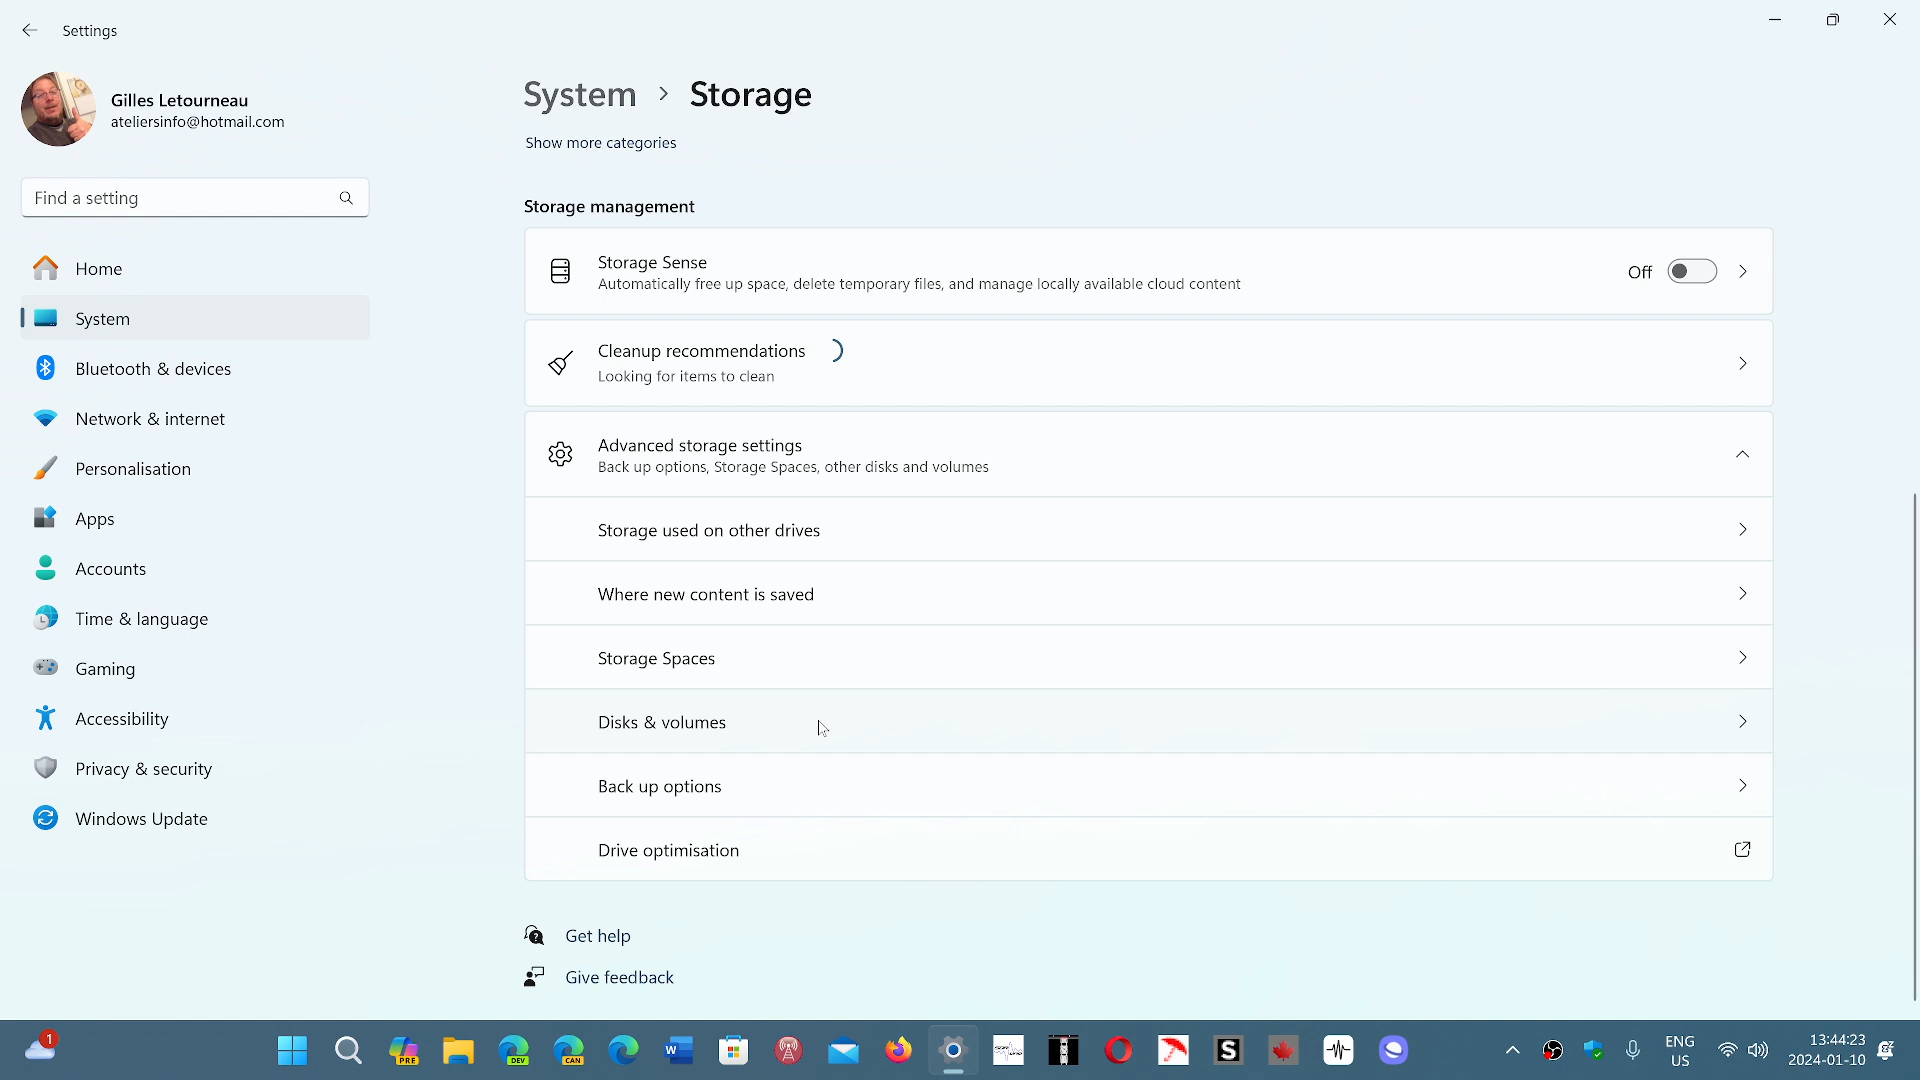 Settings
Gilles Letourneau
ateliersinfo@hotmail.com
Find a setting
Home
System
Bluetooth & devices
Network & internet
Personalisation
Apps
Accounts
Time & language
Gaming
Accessibility
Privacy & security
Windows Update
System > Storage
Show more categories
Storage management
Storage Sense
Automatically free up space, delete temporary files, and manage locally available cloud content
Off
Cleanup recommendations
Looking for items to clean
Advanced storage settings
Back up options, Storage Spaces, other disks and volumes
Storage used on other drives
Where new content is saved
Storage Spaces
Disks & volumes
Back up options
Drive optimisation
Get help
Give feedback
1
PRE
DEV
CAN
W
S
ENG
US
13:44:23
2024-01-10